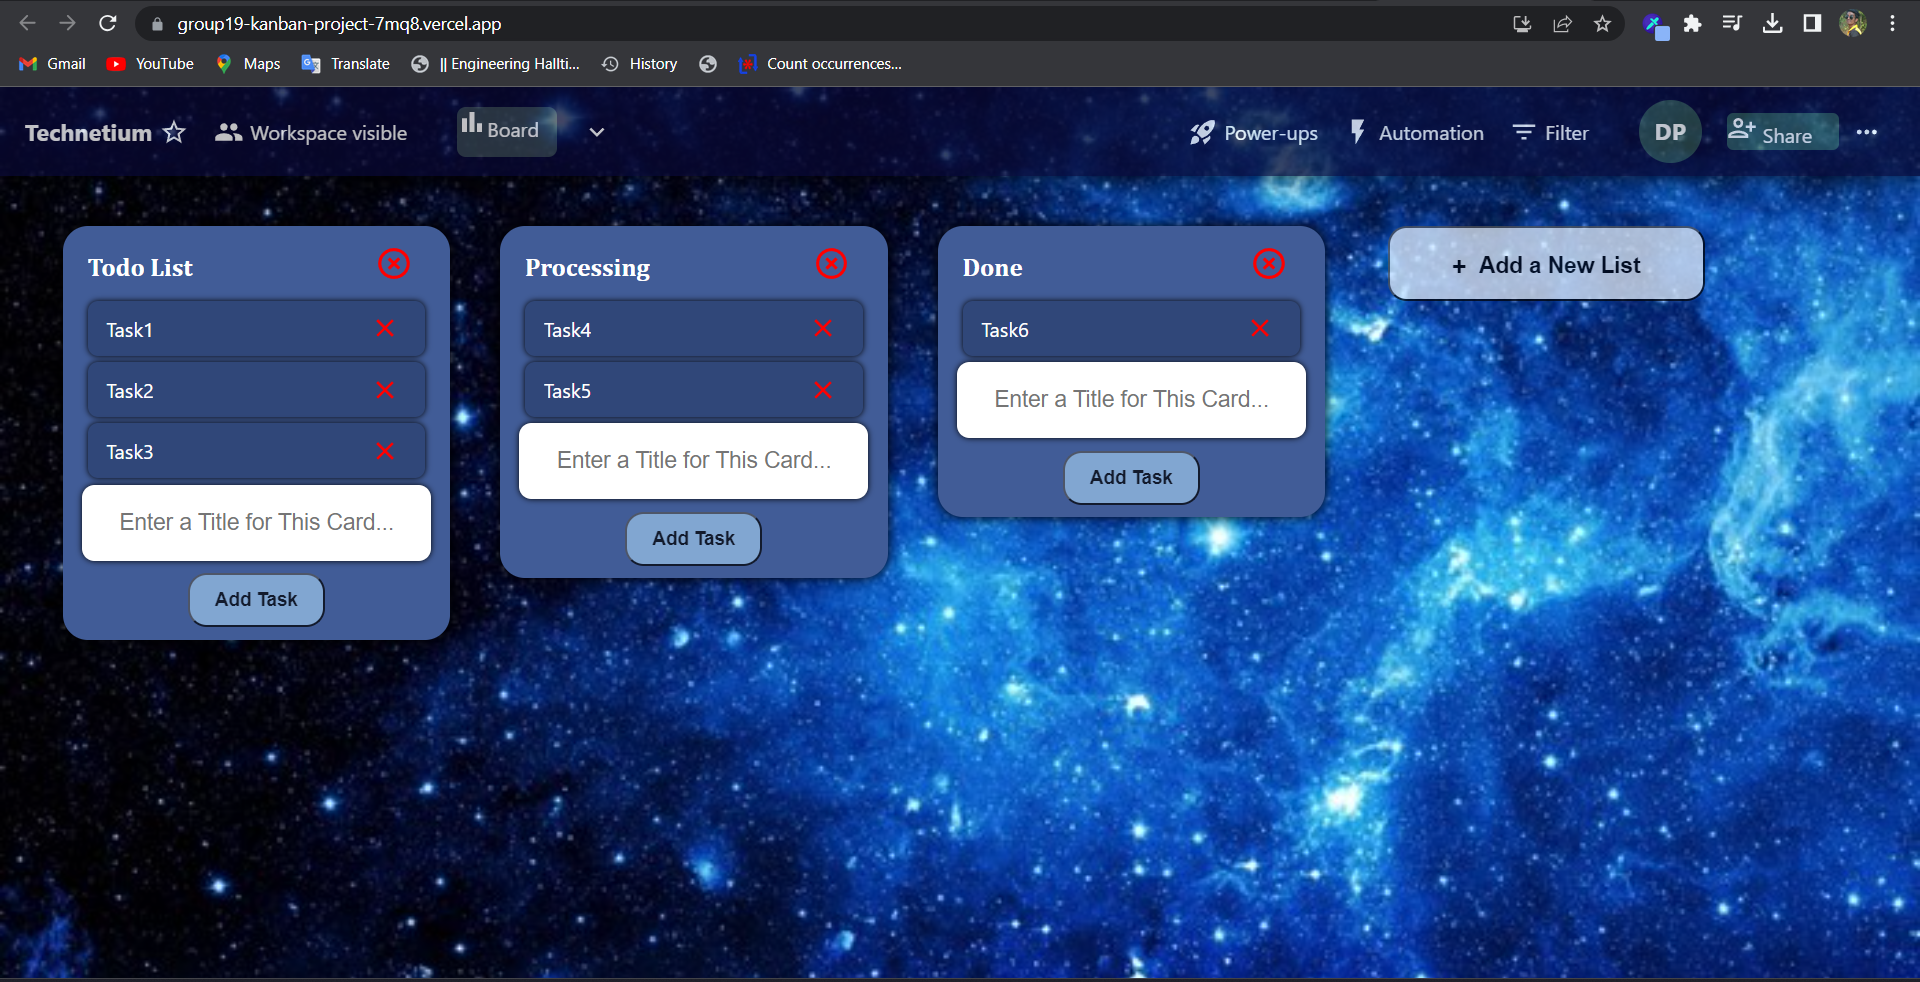 group19-kanban-project-7mq8.vercel.app
Gmail YouTube Maps Translate || Engineering Hallti... History Count occurrences...
Technetium Workspace visible Board Power-ups Automation Filter DP Share
Todo List
Task1
Task2
Task3
Enter a Title for This Card...
Add Task
Processing
Task4
Task5
Enter a Title for This Card...
Add Task
Done
Task6
Enter a Title for This Card...
Add Task
+ Add a New List